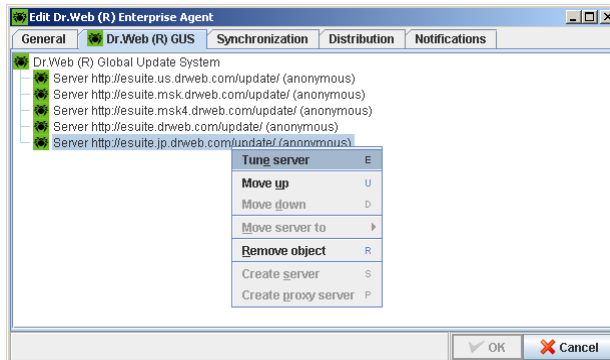 Edit Dr.Web (R) Enterprise Agent
General Dr.Web (R) GUS Synchronization Distribution Notifications
Dr.Web (R) Global Update System
Server http://esuite.us.drweb.com/update/ (anonymous)
Server http://esuite.msk.drweb.com/update/ (anonymous)
Server http://esuite.msk4.drweb.com/update/ (anonymous)
Server http://esuite.drweb.com/update/ (anonymous)
Server http://esuite.jp.drweb.com/update/ (anonymous)
Tune server E
Move up U
Move down D
Move server to
Remove object R
Create server S
Create proxy server P
OK Cancel